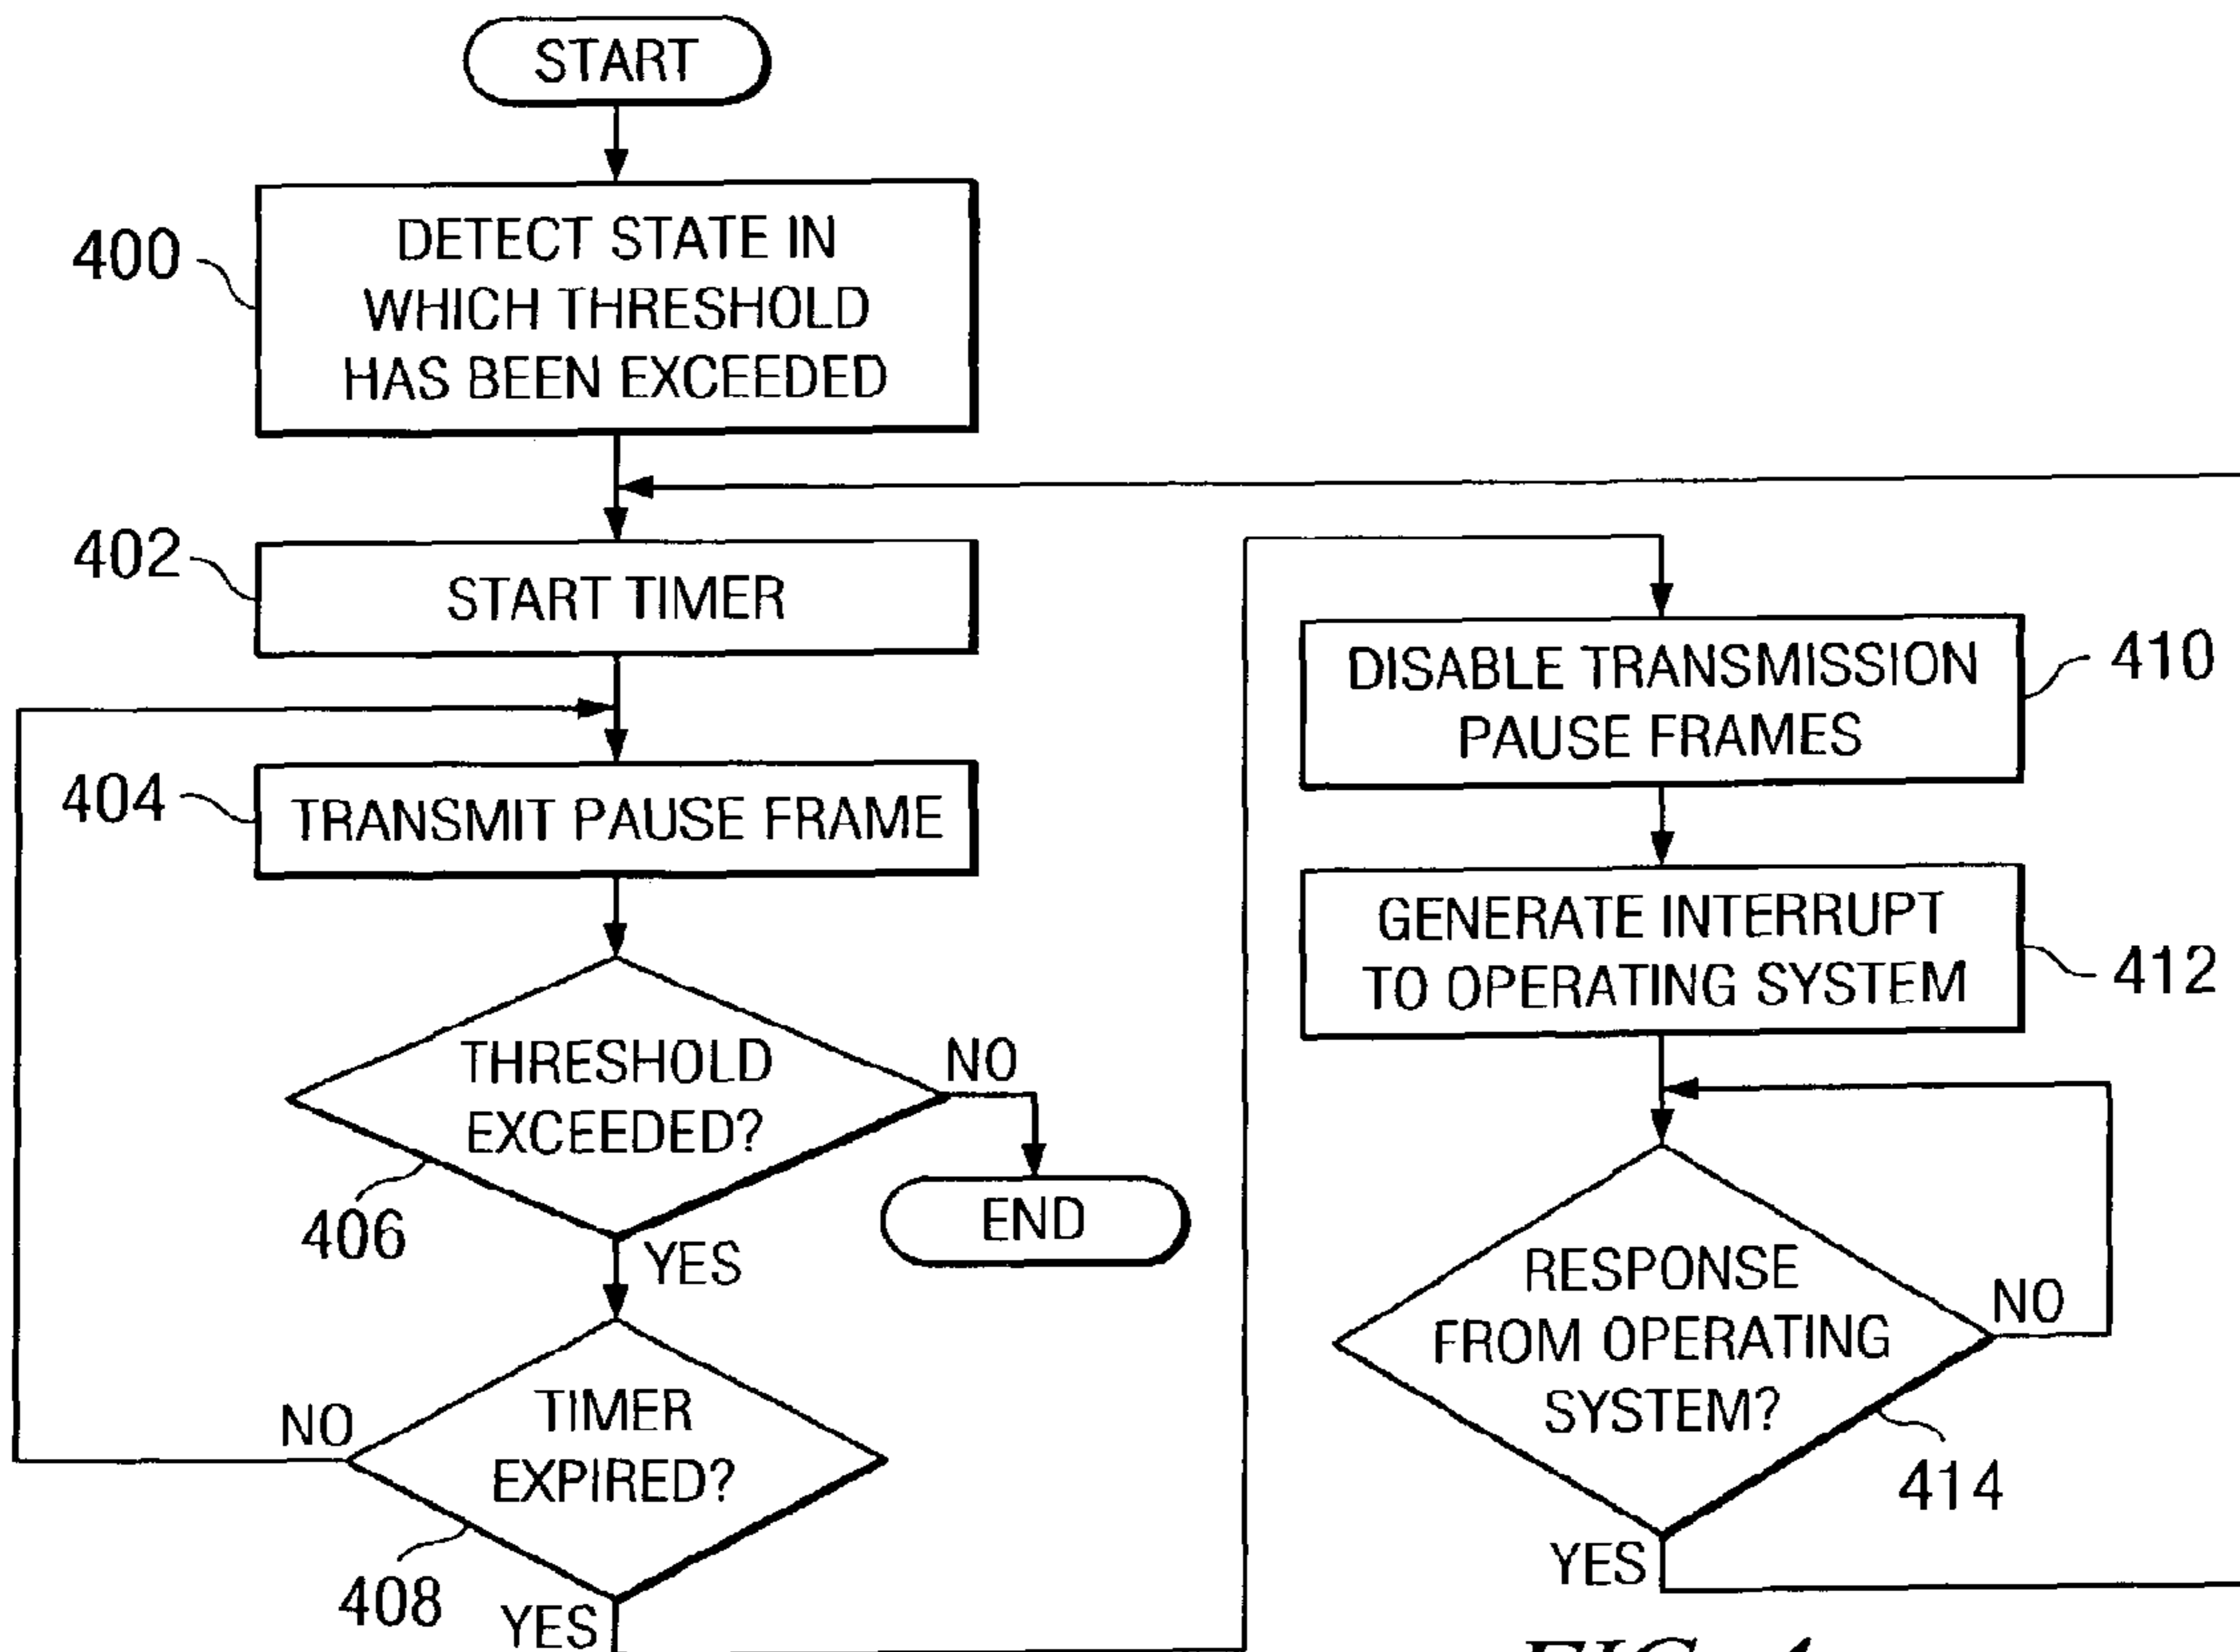 START
400
DETECT STATE IN
WHICH THRESHOLD
HAS BEEN EXCEEDED
402
START TIMER
404
TRANSMIT PAUSE FRAME
THRESHOLD
EXCEEDED?
NO
406
YES
END
TIMER
EXPIRED?
NO
408
YES
DISABLE TRANSMISSION
PAUSE FRAMES
410
GENERATE INTERRUPT
TO OPERATING SYSTEM
412
RESPONSE
FROM OPERATING
SYSTEM?
NO
414
YES